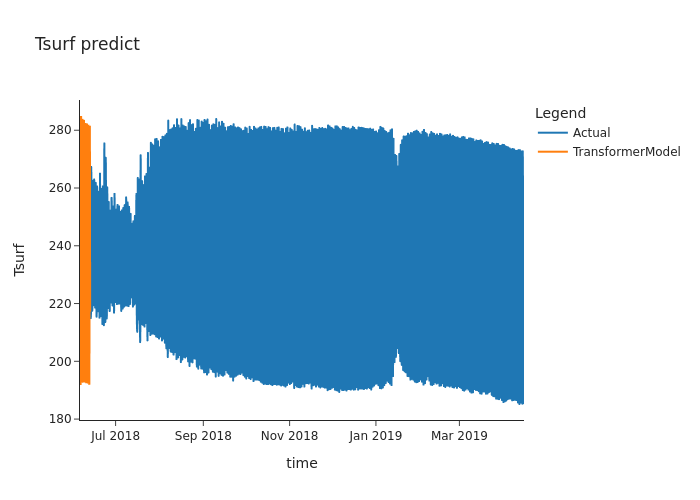 Tsurf predict
Legend
Actual
TransformerModel
280
260
240
220
200
180
Tsurf
Jul 2018
Sep 2018
Nov 2018
Jan 2019
Mar 2019
time